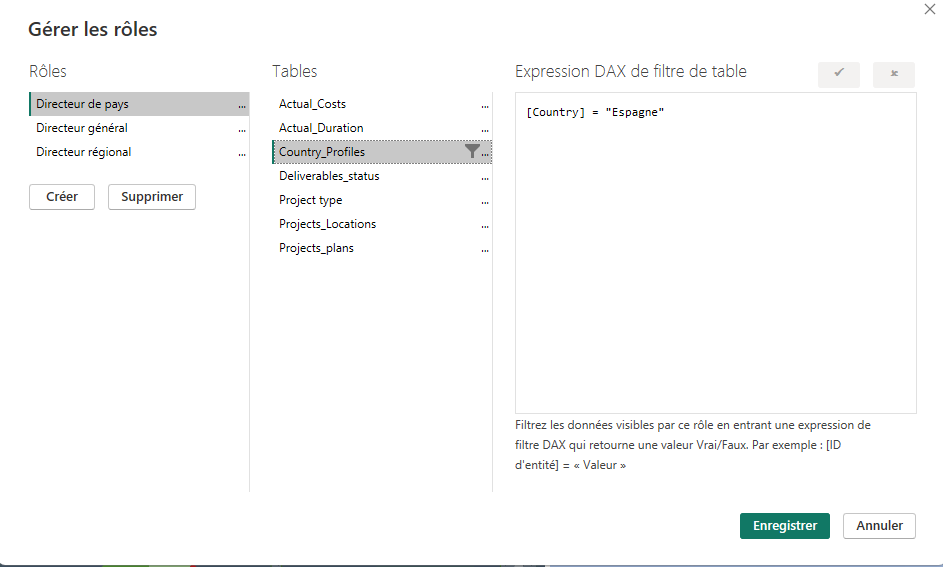 Gérer les rôles
Rôles
Directeur de pays ...
Directeur général ...
Directeur régional ...
Créer
Supprimer
Tables
Actual_Costs ...
Actual_Duration ...
Country_Profiles ...
Deliverables_status ...
Project type ...
Projects_Locations ...
Projects_plans ...
Expression DAX de filtre de table
[Country] = "Espagne"
Filtrez les données visibles par ce rôle en entrant une expression de
filtre DAX qui retourne une valeur Vrai/Faux. Par exemple : [ID
d'entité] = « Valeur »
Enregistrer
Annuler